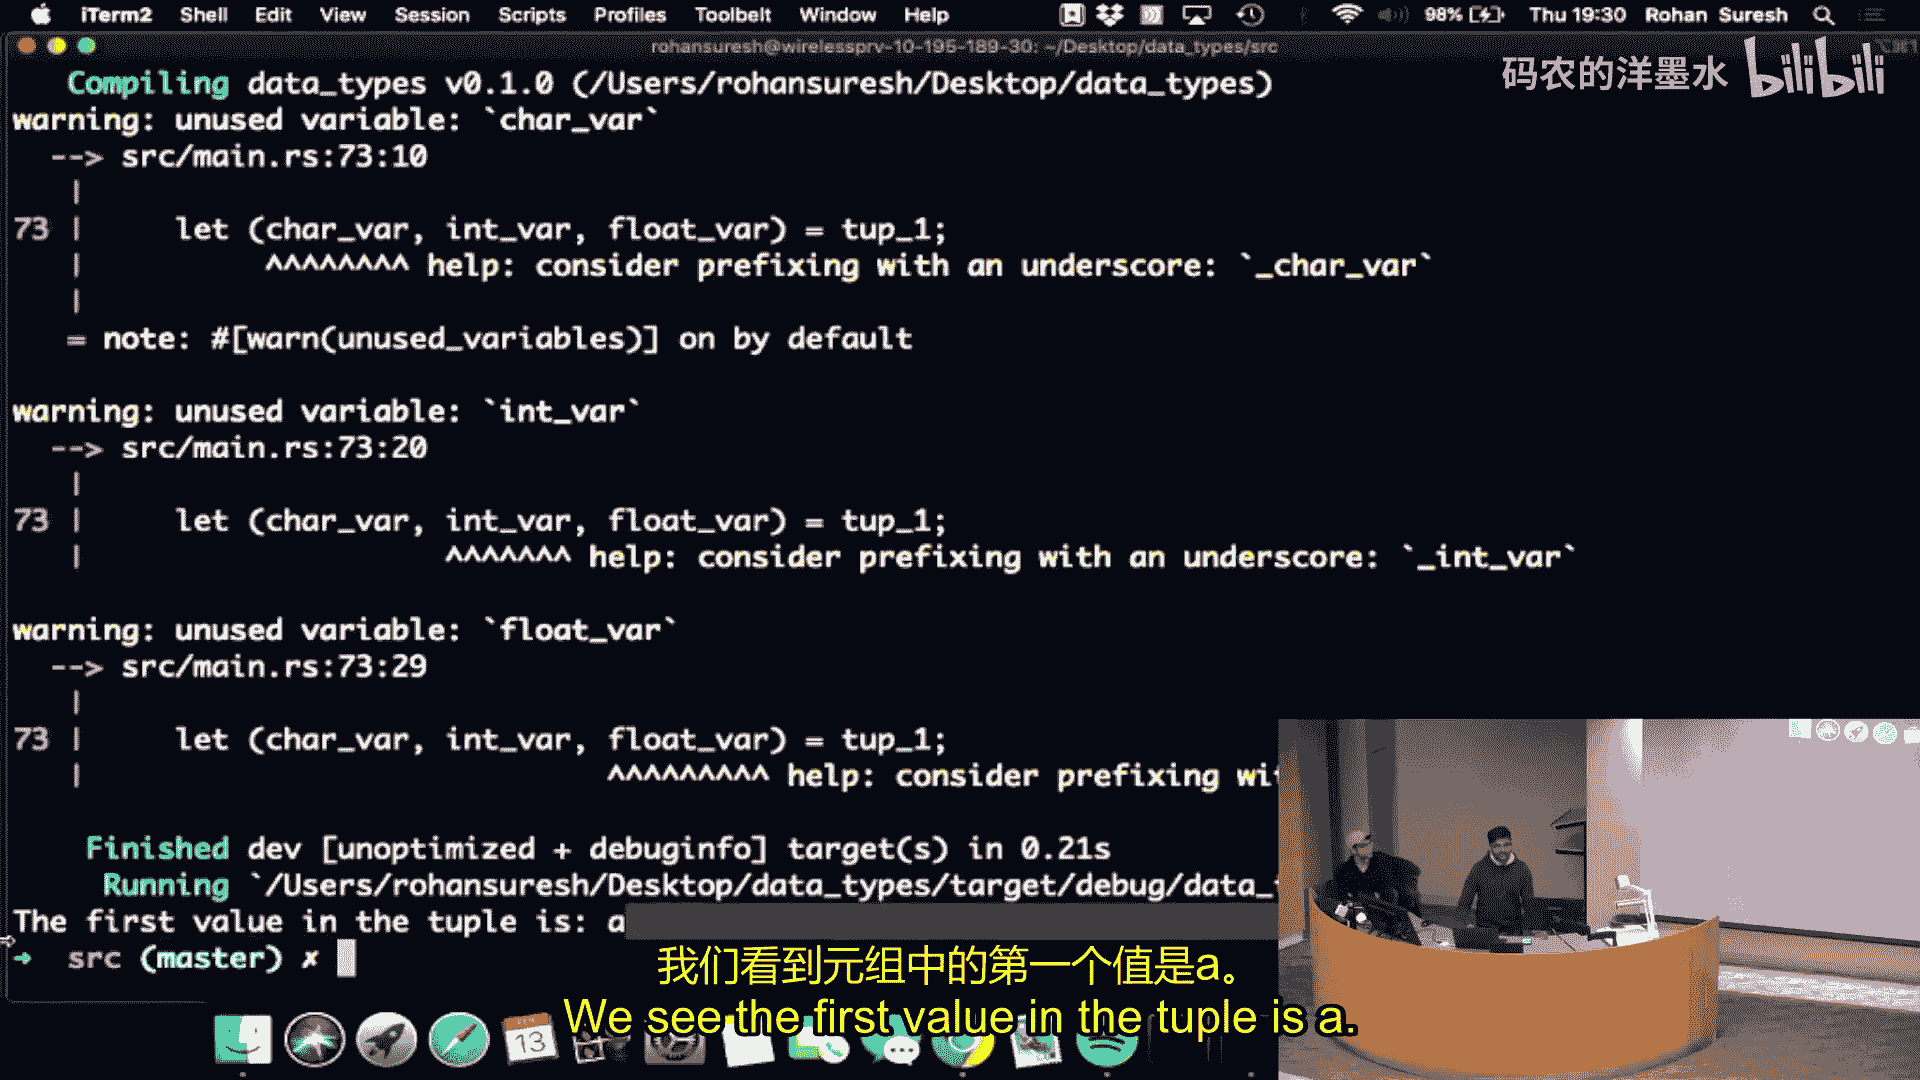 iTerm2 Shell Edit View Session Scripts Profiles Toolbelt Window Help 98% Thu 19:30 Rohan Suresh
rohansuresh@wirelessprv-10-195-189-30: ~/Desktop/data_types/src
码农的洋墨水 bilibili
Compiling data_types v0.1.0 (/Users/rohansuresh/Desktop/data_types)
warning: unused variable: `char_var`
--> src/main.rs:73:10
|
73 | let (char_var, int_var, float_var) = tup_1;
| ^^^^^^^^ help: consider prefixing with an underscore: `_char_var`
|
= note: #[warn(unused_variables)] on by default
warning: unused variable: `int_var`
--> src/main.rs:73:20
|
73 | let (char_var, int_var, float_var) = tup_1;
| ^^^^^^^ help: consider prefixing with an underscore: `_int_var`
warning: unused variable: `float_var`
--> src/main.rs:73:29
|
73 | let (char_var, int_var, float_var) = tup_1;
| ^^^^^^^^^ help: consider prefixing
Finished dev [unoptimized + debuginfo] target(s) in 0.21s
Running `/Users/rohansuresh/Desktop/data_types/target/debug/data_
The first value in the tuple is: a
→ src (master) ✗
我们看到元组中的第一个值是a。
We see the first value in the tuple is a.
13